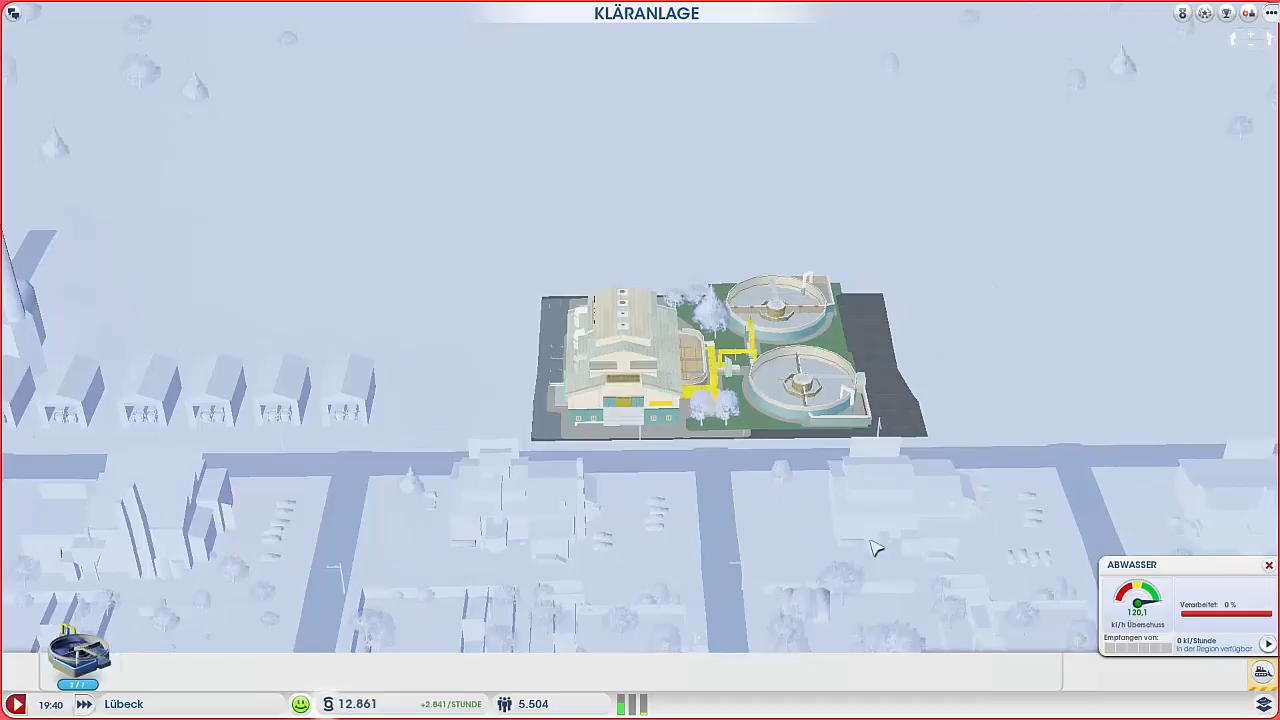 KLÄRANLAGE
ABWASSER
120,1
kl/h Überschuss
Verarbeitet: 0 %
Empfangen von:
0 kl/Stunde
In der Region verfügbar
19:40
Lübeck
12.861
+2.841/STUNDE
5.504